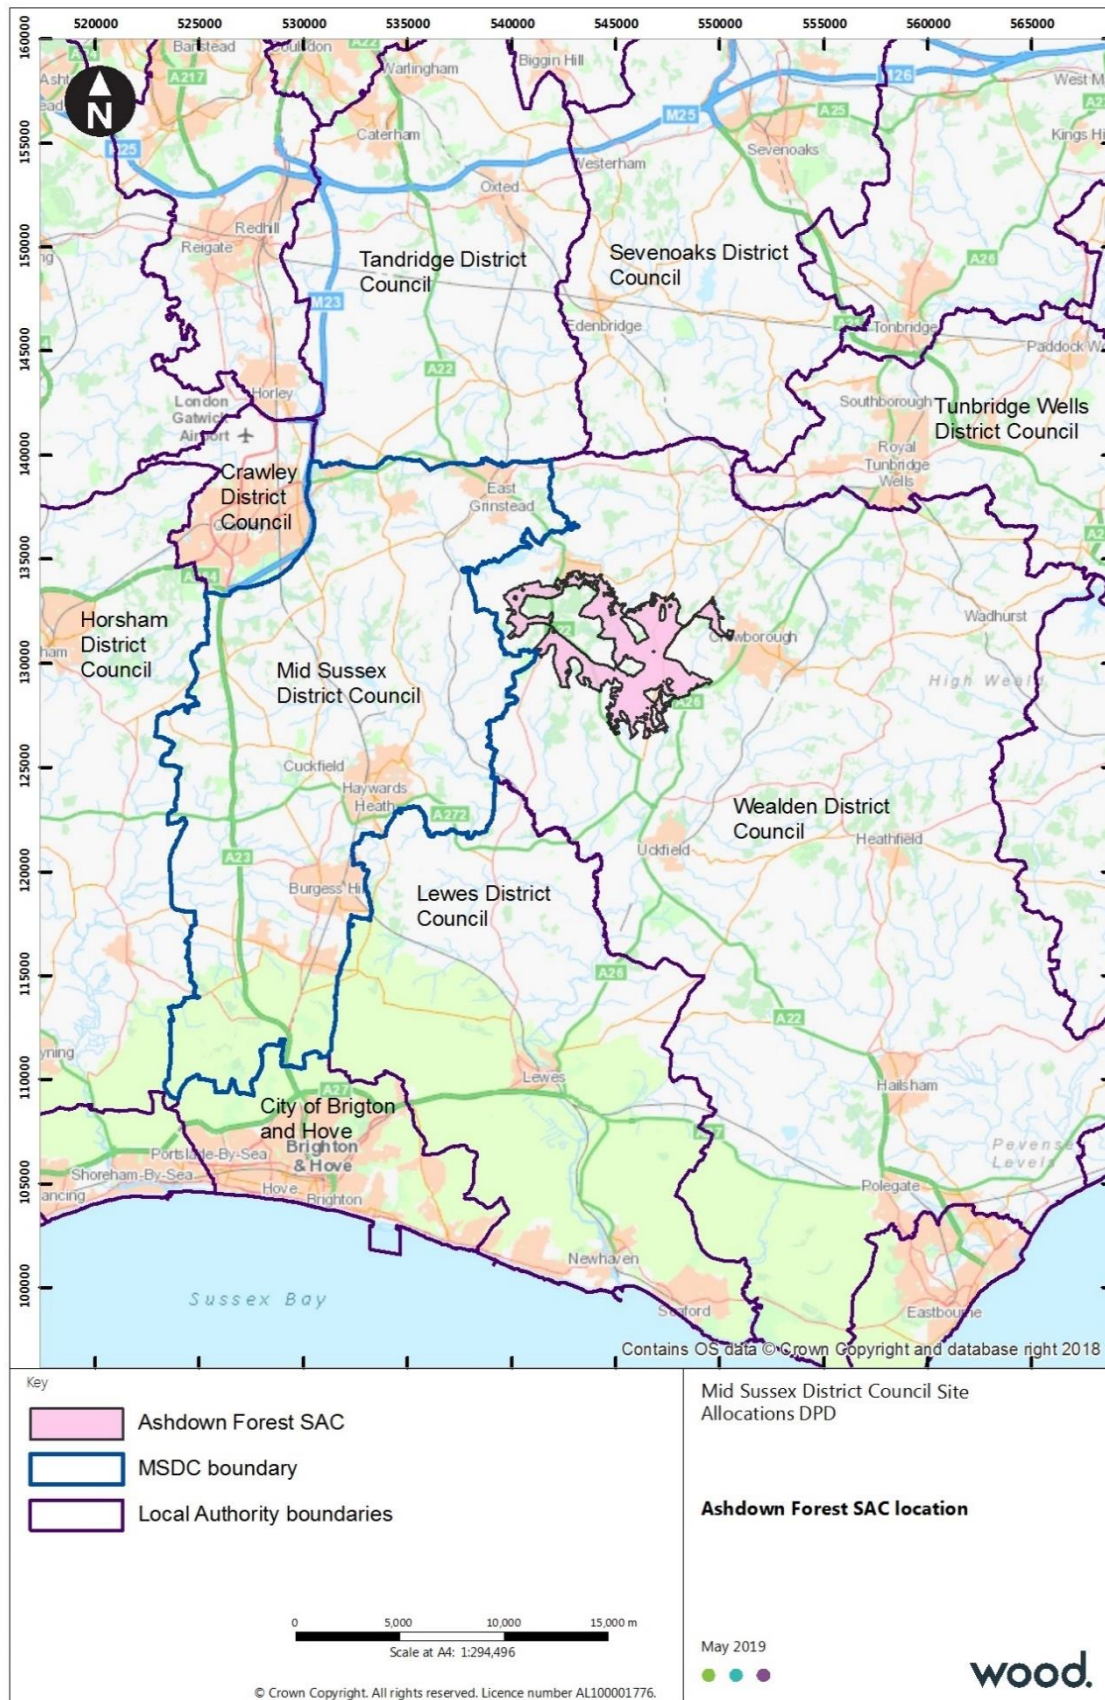 520000 525000 530000 535000 540000 545000 550000 555000 560000 565000
160000
155000
150000
145000
140000
135000
130000
125000
120000
115000
110000
105000
100000
N
Banstead
A217
A22
Warlingham
Biggin Hill
M26
West M
A25
M25
Caterham
M25
Sevenoaks
Kings Hi
Westerham
Oxted
Redhill
Reigate
Tandridge District
Council
Sevenoaks District
Council
A26
M23
Edenbridge
Tonbridge
Paddock W
A22
Horley
London
Gatwick
Airport
Southborough
Tunbridge Wells
District Council
Royal
Tunbridge
Wells
Crawley
District
Council
East
Grinstead
Horsham
District
Council
ham
Wadhurst
Crowborough
Mid Sussex
District Council
High Weald
A26
Cuckfield
Haywards
Heath
A272
Wealden District
Council
A23
Uckfield
Heathfield
Burgess Hi
Lewes District
Council
A26
A22
yning
Lewes
Hailsham
A27
City of Brigton
and Hove
Brighton
& Hove
A27
Pevense
Levels
Portslade-By-Sea
Shoreham-By-Sea
ancing
Hove
Brighton
Polegate
Newhaven
Seaford
Eastbourne
Sussex Bay
Contains OS data © Crown Copyright and database right 2018
Key
Ashdown Forest SAC
MSDC boundary
Local Authority boundaries
0 5,000 10,000 15,000 m
Scale at A4: 1:294,496
© Crown Copyright. All rights reserved. Licence number AL100001776.
Mid Sussex District Council Site
Allocations DPD
Ashdown Forest SAC location
May 2019
wood.